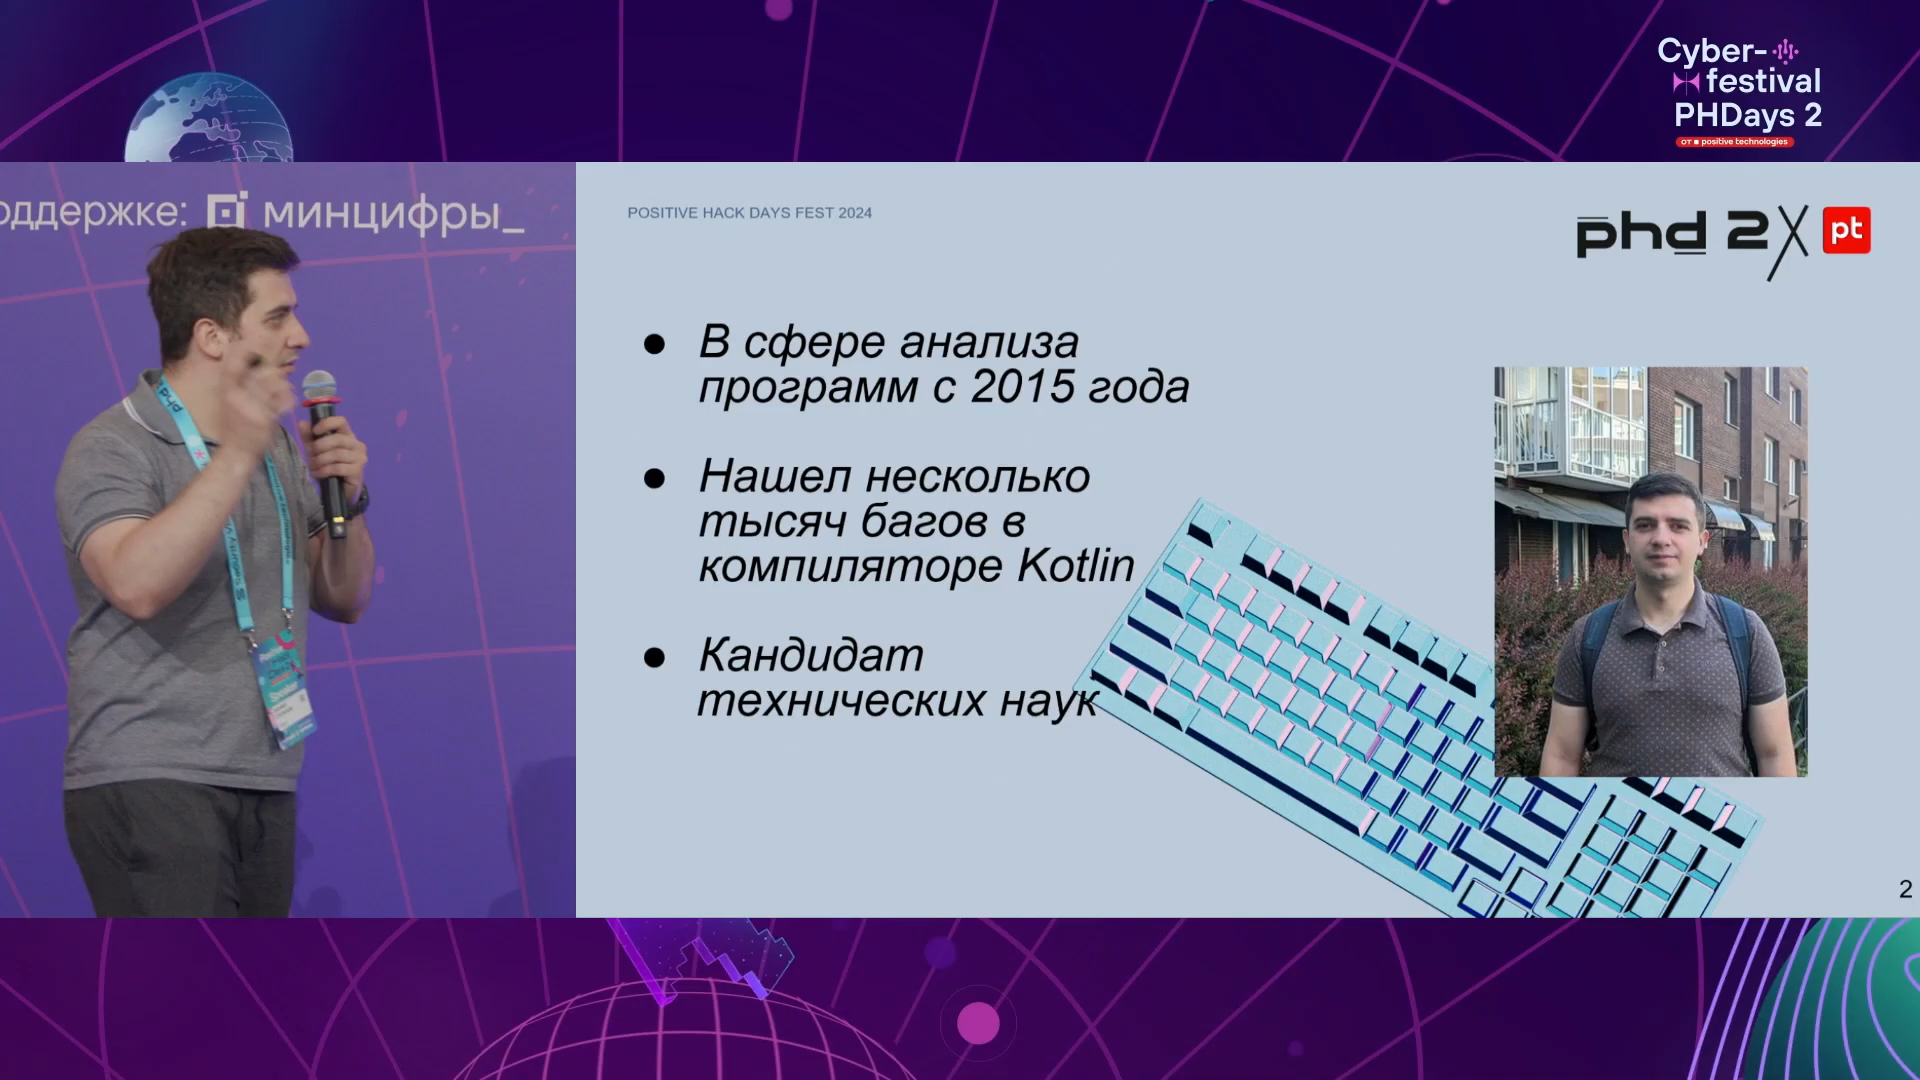 Cyber-
festival
PHDays 2
от positive technologies
оддержке: минцифры_
phd
POSITIVE HACK DAYS FEST 2024
phd 2
pt
● В сфере анализа
программ с 2015 года
● Нашел несколько
тысяч багов в
компиляторе Kotlin
● Кандидат
технических наук
2